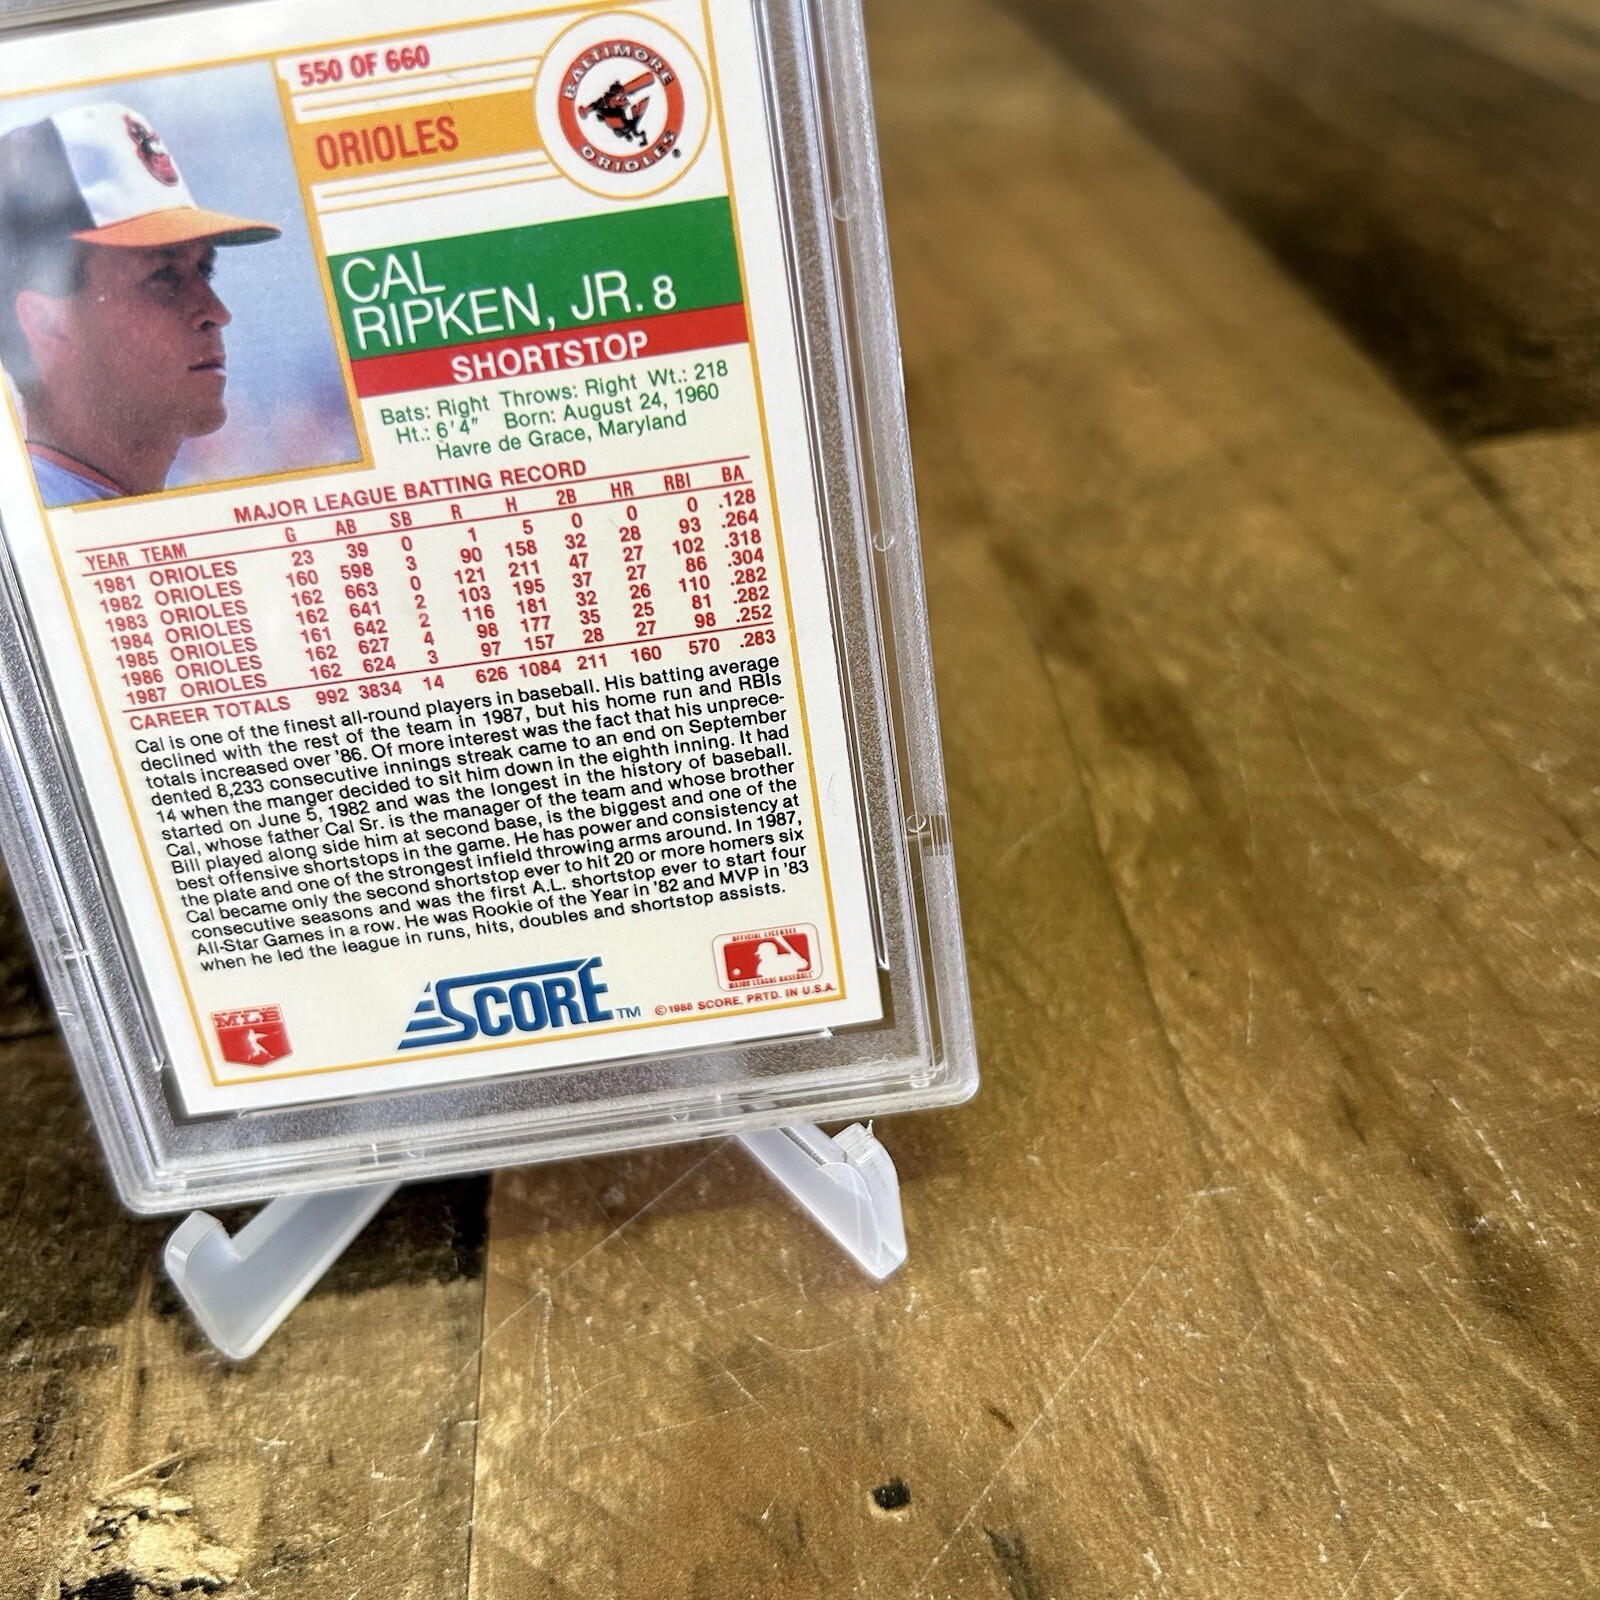 550 OF 660
BALTIMORE
ORIOLES
®
ORIOLES
CAL
RIPKEN, JR. 8
SHORTSTOP
Bats: Right Throws: Right Wt.: 218
Ht.: 6'4" Born: August 24, 1960
Havre de Grace, Maryland
MAJOR LEAGUE BATTING RECORD
YEAR TEAM G AB SB R H 2B HR RBI BA
1981 ORIOLES 23 39 0 1 5 0 0 0 .128
1982 ORIOLES 160 598 3 90 158 32 28 93 .264
1983 ORIOLES 162 663 0 121 211 47 27 102 .318
1984 ORIOLES 162 641 2 103 195 37 27 86 .304
1985 ORIOLES 161 642 2 116 181 32 26 110 .282
1986 ORIOLES 162 627 4 98 177 35 25 81 .282
1987 ORIOLES 162 624 3 97 157 28 27 98 .252
CAREER TOTALS 992 3834 14 626 1084 211 160 570 .283
Cal is one of the finest all-round players in baseball. His batting average
declined with the rest of the team in 1987, but his home run and RBIs
totals increased over '86. Of more interest was the fact that his unprece-
dented 8,233 consecutive innings streak came to an end on September
14 when the manger decided to sit him down in the eighth inning. It had
started on June 5, 1982 and was the longest in the history of baseball.
Cal, whose father Cal Sr. is the manager of the team and whose brother
Bill played along side him at second base, is the biggest and one of the
best offensive shortstops in the game. He has power and consistency at
the plate and one of the strongest infield throwing arms around. In 1987,
Cal became only the second shortstop ever to hit 20 or more homers six
consecutive seasons and was the first A.L. shortstop ever to start four
All-Star Games in a row. He was Rookie of the Year in '82 and MVP in '83
when he led the league in runs, hits, doubles and shortstop assists.
OFFICIAL LICENSEE
MAJOR LEAGUE BASEBALL
SCORE TM
©1988 SCORE, PRTD. IN U.S.A.